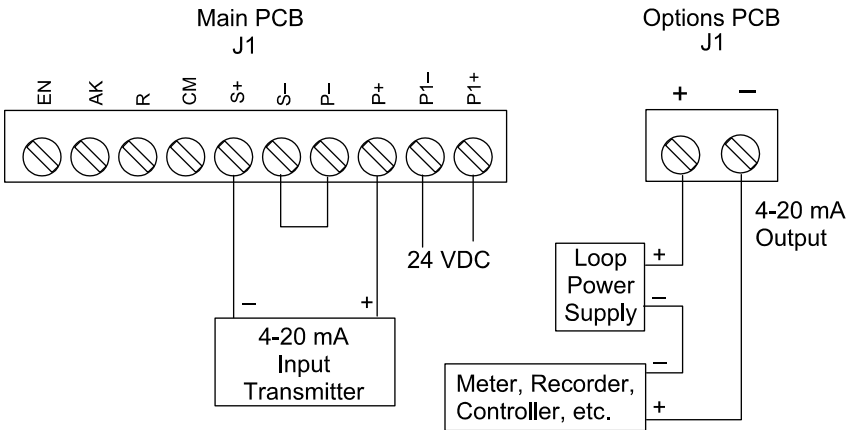 Main PCB
J1
EN AK R CM S+ S– P– P+ P1– P1+
24 VDC
– +
4-20 mA
Input
Transmitter
Options PCB
J1
+ –
4-20 mA
Output
Loop
Power
Supply
+
–
–
+
Meter, Recorder,
Controller, etc.